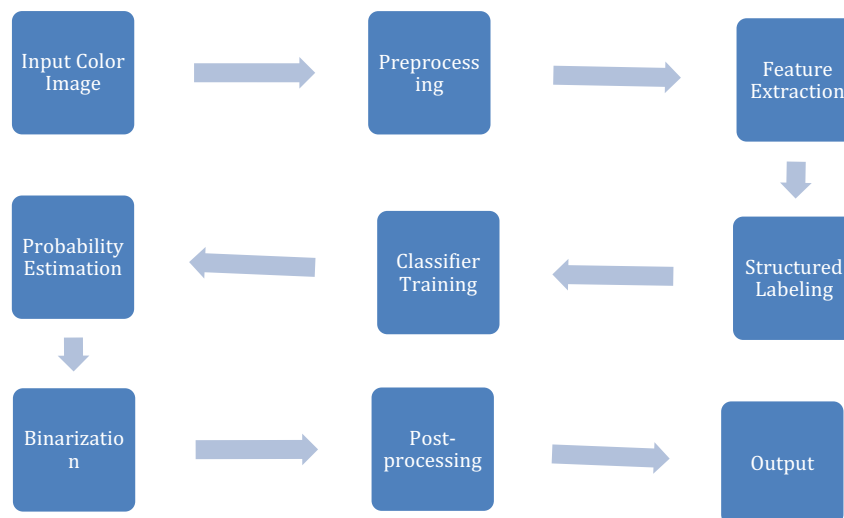 Input Color
Image
Preprocess
ing
Feature
Extraction
Structured
Labeling
Classifier
Training
Probability
Estimation
Binarizatio
n
Post-
processing
Output